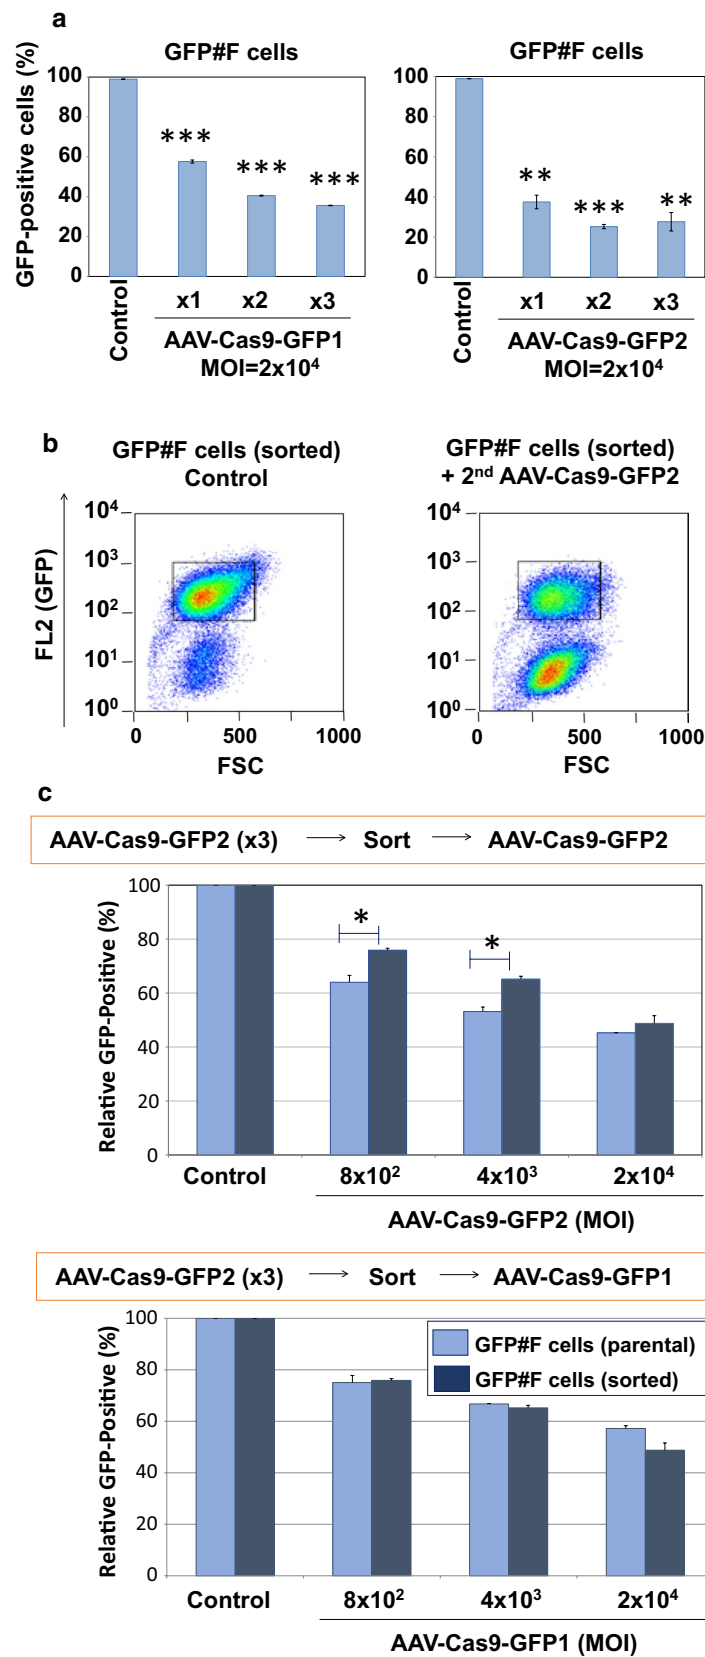 a
GFP#F cells
GFP#F cells
GFP-positive cells (%)
100
80
60
40
20
0
***
***
***
Control
x1 x2 x3
AAV-Cas9-GFP1
MOI=2x10⁴
100
80
60
40
20
0
**
***
**
Control
x1 x2 x3
AAV-Cas9-GFP2
MOI=2x10⁴
b
GFP#F cells (sorted)
Control
GFP#F cells (sorted)
+ 2ⁿᵈ AAV-Cas9-GFP2
FL2 (GFP)
10⁴
10³
10²
10¹
10⁰
0 500 1000
FSC
10⁴
10³
10²
10¹
10⁰
0 500 1000
FSC
c
AAV-Cas9-GFP2 (x3) → Sort → AAV-Cas9-GFP2
Relative GFP-Positive (%)
100
80
60
40
20
0
*
*
Control 8x10² 4x10³ 2x10⁴
AAV-Cas9-GFP2 (MOI)
AAV-Cas9-GFP2 (x3) → Sort → AAV-Cas9-GFP1
Relative GFP-Positive (%)
100
80
60
40
20
0
GFP#F cells (parental)
GFP#F cells (sorted)
Control 8x10² 4x10³ 2x10⁴
AAV-Cas9-GFP1 (MOI)